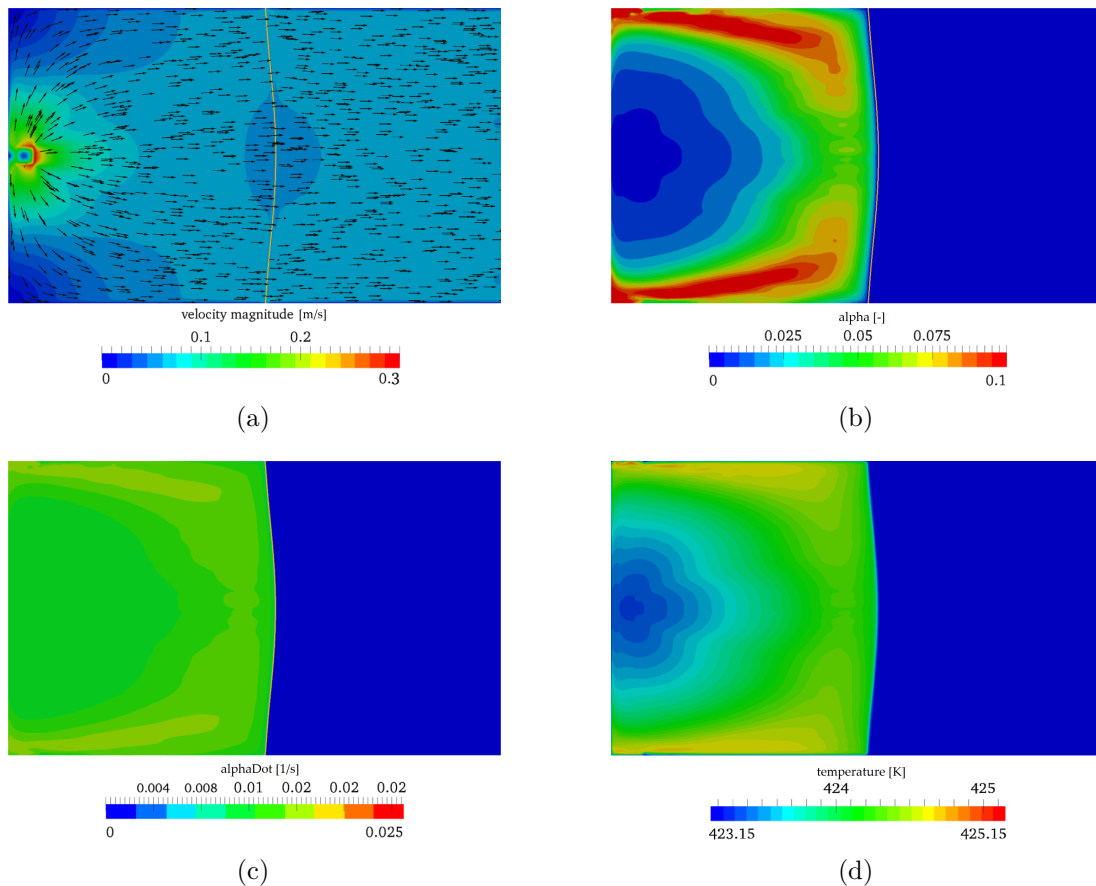 velocity magnitude [m/s]
0.1 0.2
0 0.3
(a)
alpha [-]
0.025 0.05 0.075
0 0.1
(b)
alphaDot [1/s]
0.004 0.008 0.01 0.02 0.02 0.02
0 0.025
(c)
temperature [K]
424 425
423.15 425.15
(d)